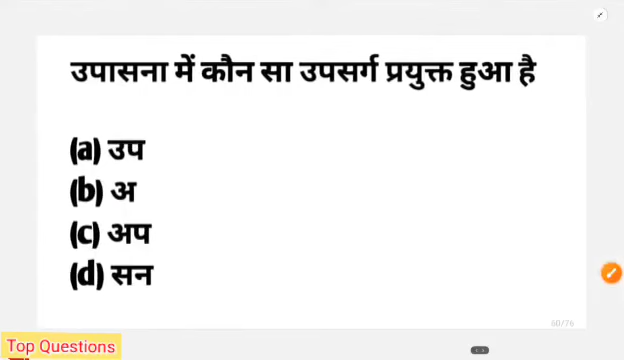 उपासना में कौन सा उपसर्ग प्रयुक्त हुआ है
(a) उप
(b) अ
(c) अप
(d) सन
60/76
Top Questions